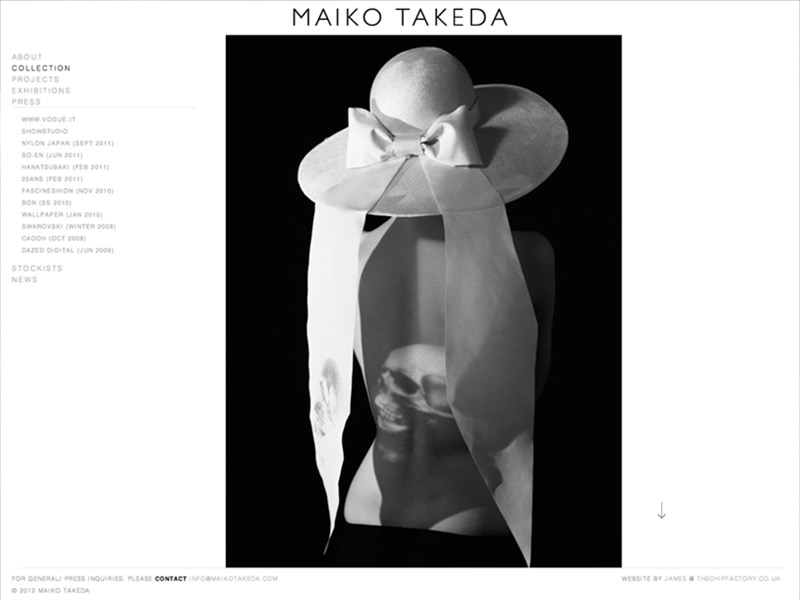 MAIKO TAKEDA
ABOUT
COLLECTION
PROJECTS
EXHIBITIONS
PRESS
WWW.VOGUE.IT
SHOWSTUDIO
NYLON JAPAN (SEPT 2011)
SO-EN (JUN 2011)
HANATSUBAKI (FEB 2011)
25ANS (FEB 2011)
FASCINESHION (NOV 2010)
BON (SS 2010)
WALLPAPER (JAN 2010)
SWAROVSKI (WINTER 2009)
CAOOH (OCT 2009)
DAZED DIGITAL (JUN 2009)
STOCKISTS
NEWS
FOR GENERAL/ PRESS INQUIRIES, PLEASE CONTACT INFO@MAIKOTAKEDA.COM
WEBSITE BY JAMES @ THECHIPFACTORY.CO.UK
© 2012 MAIKO TAKEDA